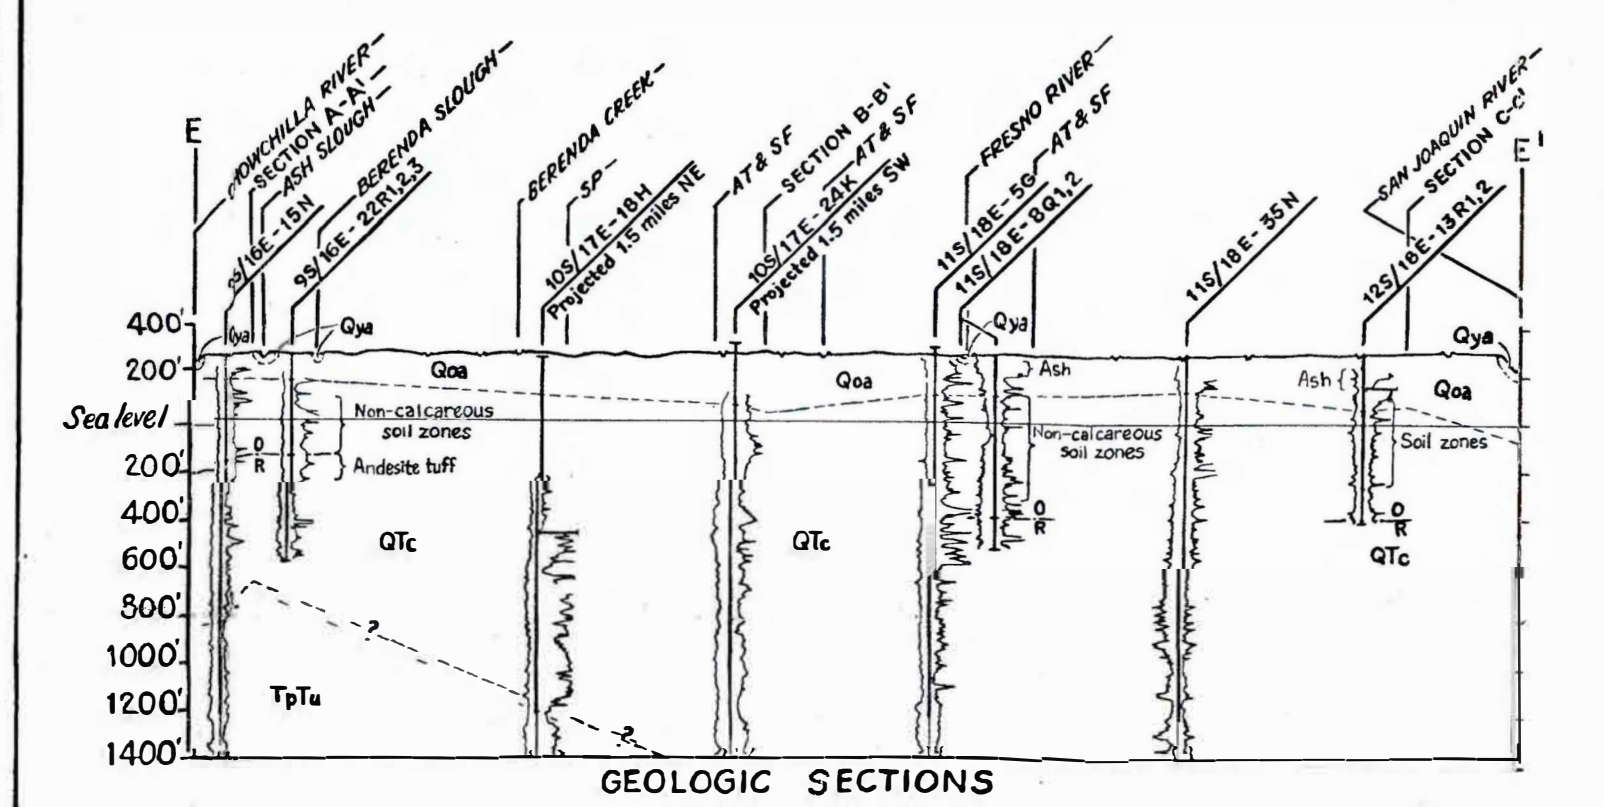 E
CHOWCHILLA RIVER
SECTION A-A'
ASH SLOUGH
9S/16E-15N
BERENDA SLOUGH
9S/16E-22R1,2,3
BERENDA CREEK
SP
10S/17E-18H
Projected 1.5 miles NE
AT & SF
SECTION B-B'
AT & SF
10S/17E-24K
Projected 1.5 miles SW
FRESNO RIVER
AT & SF
11S/18E-5G
11S/18E-8Q1,2
11S/18E-35N
SAN JOAQUIN RIVER
SECTION C-C'
12S/18E-13R1,2
E'
400'
200'
Sea level
200'
400'
600'
800'
1000'
1200'
1400'
Qya
Qya
Qoa
Non-calcareous
soil zones
O
R
Andesite tuff
QTc
TpTu
?
?
Qoa
QTc
Qya
Ash
Non-calcareous
soil zones
O
R
Ash
Qya
Qoa
Soil zones
O
R
QTc
GEOLOGIC SECTIONS